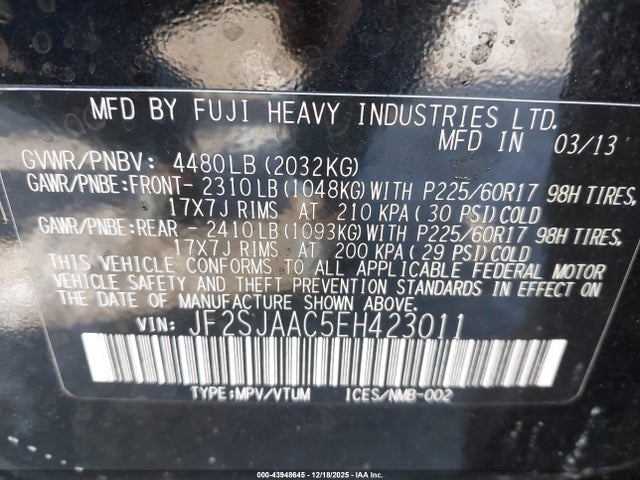 MFD BY FUJI HEAVY INDUSTRIES LTD.
MFD IN 03/13
GVWR/PNBV: 4480LB(2032KG)
GAWR/PNBE:FRONT- 2310LB(1048KG)WITH P225/60R17 98H TIRES,
17X7J RIMS AT 210 KPA(30 PSI)COLD
GAWR/PNBE:REAR - 2410LB(1093KG)WITH P225/60R17 98H TIRES,
17X7J RIMS AT 200 KPA(29 PSI)COLD
THIS VEHICLE CONFORMS TO ALL APPLICABLE FEDERAL MOTOR
VEHICLE SAFETY AND THEFT PREVENTION STANDARDS IN EFFECT ON
THE DATE OF MANUFACTURE SHOWN ABOVE.
VIN: JF2SJAAC5EH423011
TYPE:MPV/VTUM ICES/NMB-002
000-43948645 - 12/18/2025 - IAA Inc.